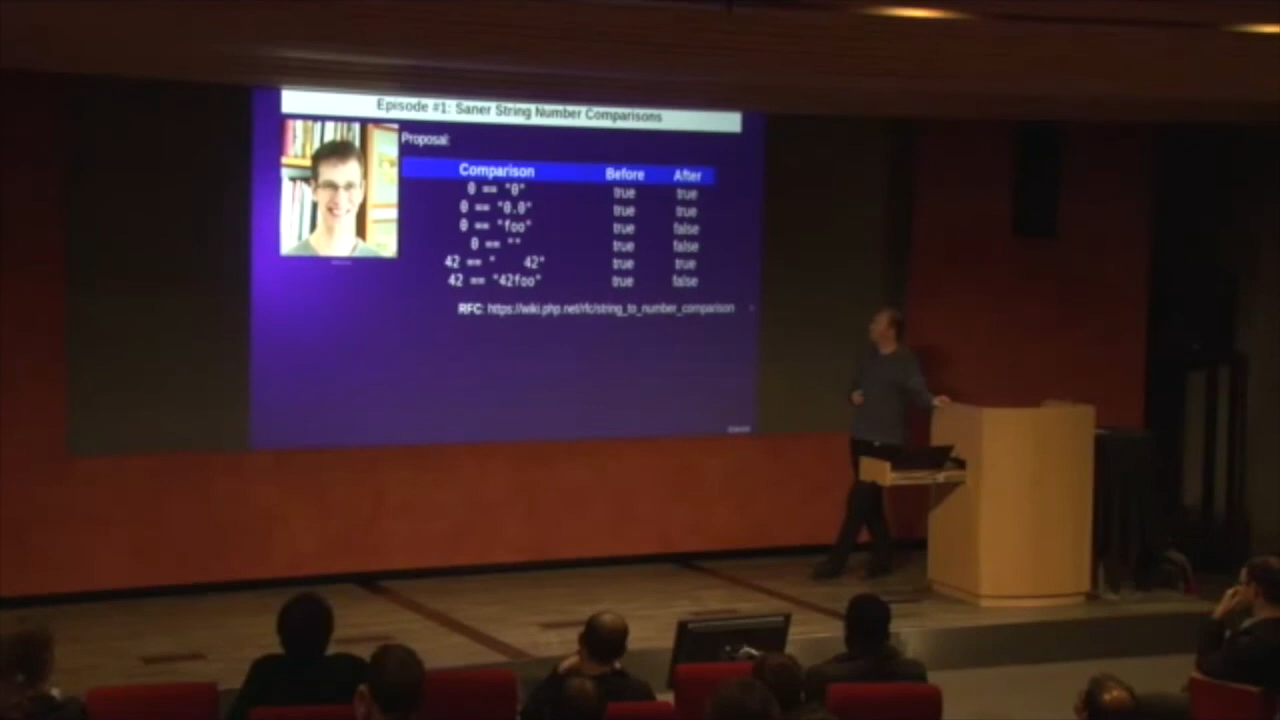 Episode #1: Saner String Number Comparisons
Proposal:
Comparison Before After
0 == "0" true true
0 == "0.0" true true
0 == "foo" true false
0 == "" true false
42 == "   42" true true
42 == "42foo" true false
RFC: https://wiki.php.net/rfc/string_to_number_comparison